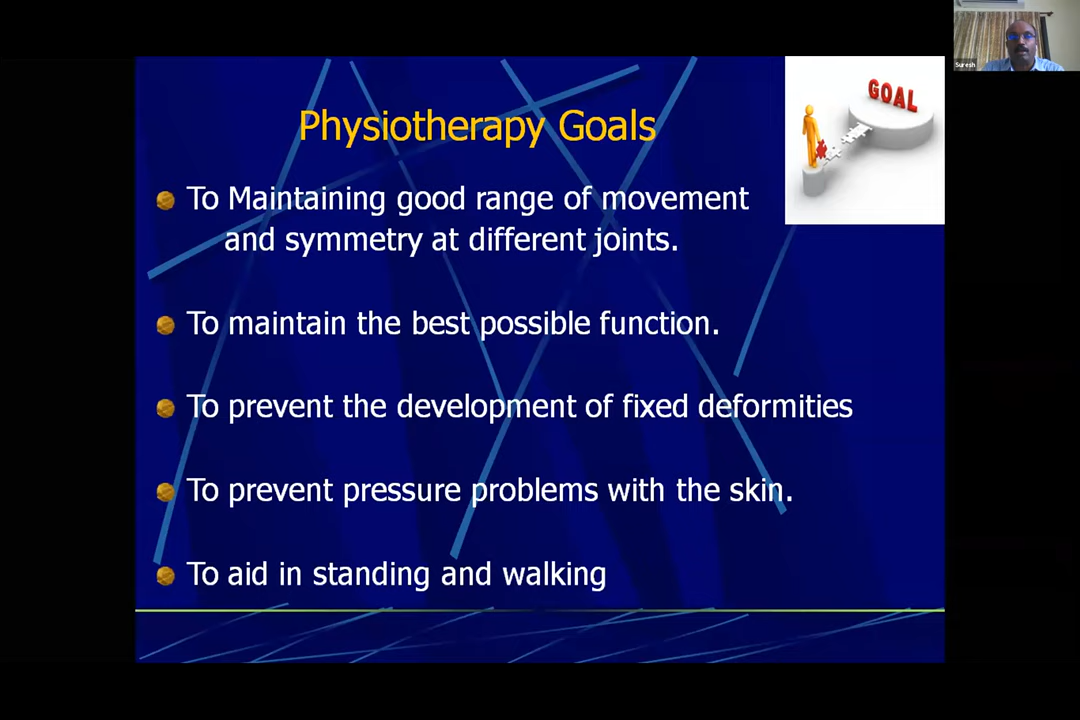 Physiotherapy Goals
GOAL
To Maintaining good range of movement
and symmetry at different joints.
To maintain the best possible function.
To prevent the development of fixed deformities
To prevent pressure problems with the skin.
To aid in standing and walking
Suresh